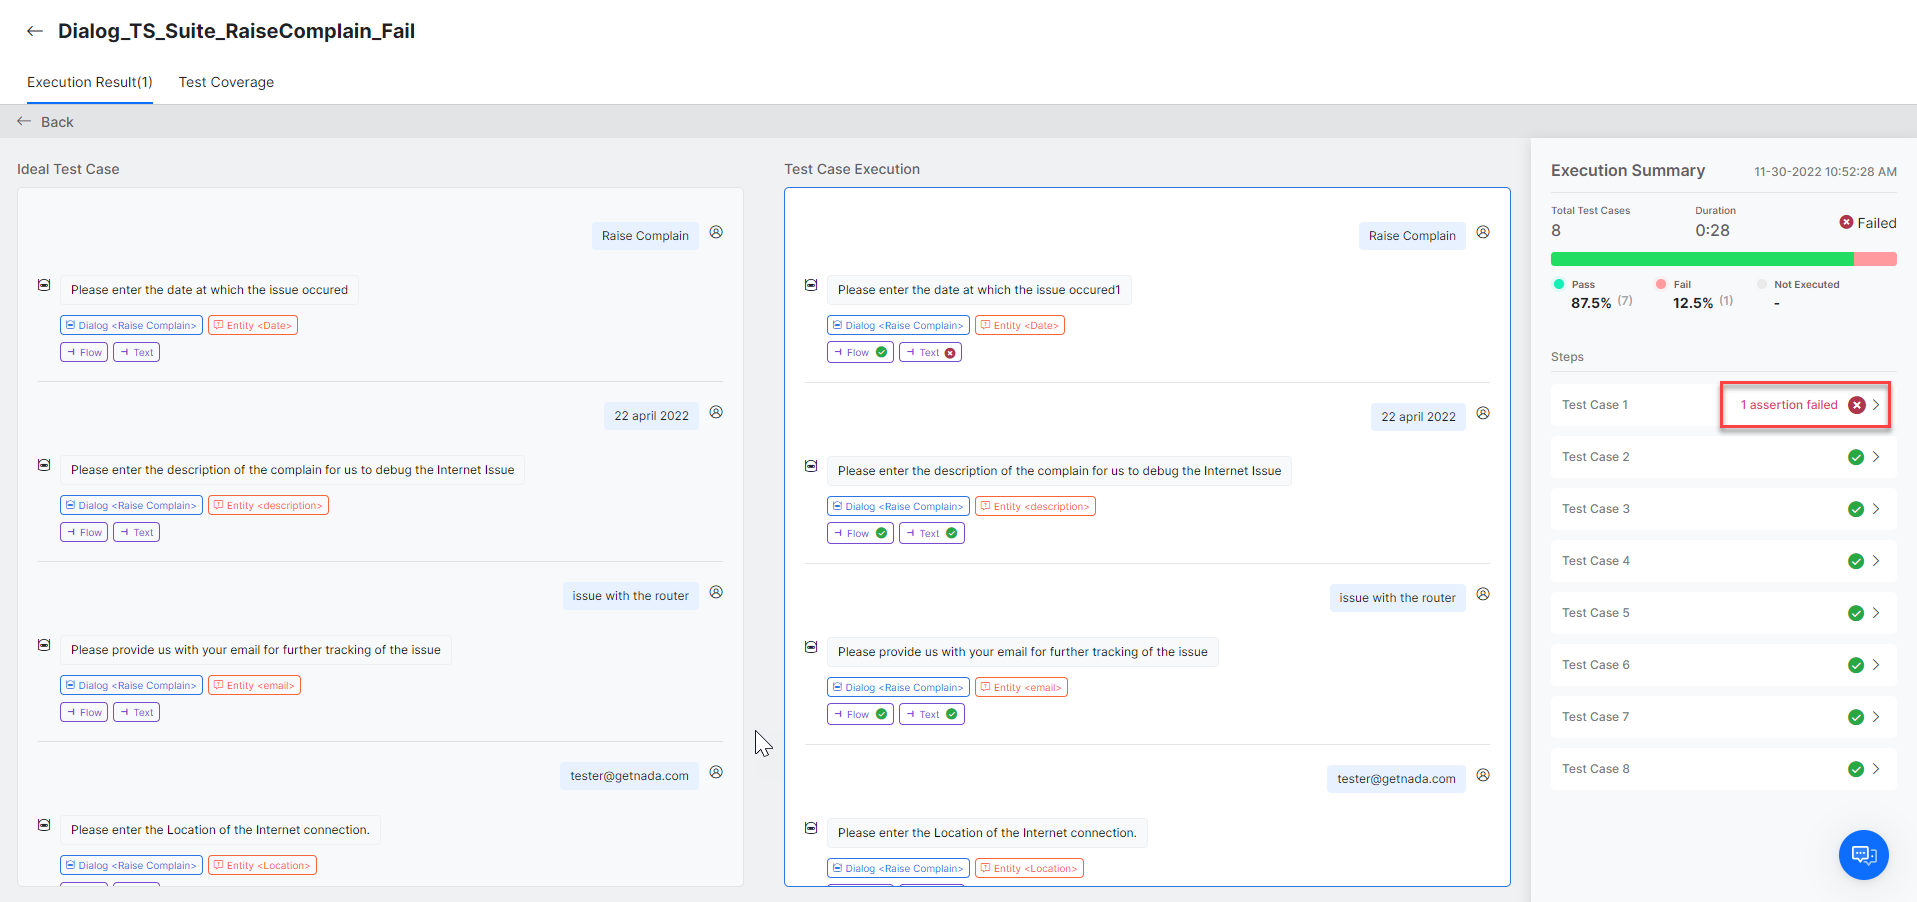 Dialog_TS_Suite_RaiseComplain_Fail
Execution Result(1)
Test Coverage
Back
Ideal Test Case
Raise Complain
Please enter the date at which the issue occured
Dialog <Raise Complain>
Entity <Date>
Flow
Text
22 april 2022
Please enter the description of the complain for us to debug the Internet Issue
Dialog <Raise Complain>
Entity <description>
Flow
Text
issue with the router
Please provide us with your email for further tracking of the issue
Dialog <Raise Complain>
Entity <email>
Flow
Text
tester@getnada.com
Please enter the Location of the Internet connection.
Dialog <Raise Complain>
Entity <Location>
Test Case Execution
Raise Complain
Please enter the date at which the issue occured1
Dialog <Raise Complain>
Entity <Date>
Flow
Text
22 april 2022
Please enter the description of the complain for us to debug the Internet Issue
Dialog <Raise Complain>
Entity <description>
Flow
Text
issue with the router
Please provide us with your email for further tracking of the issue
Dialog <Raise Complain>
Entity <email>
Flow
Text
tester@getnada.com
Please enter the Location of the Internet connection.
Dialog <Raise Complain>
Entity <Location>
Execution Summary
11-30-2022 10:52:28 AM
Total Test Cases
8
Duration
0:28
Failed
Pass
87.5% (7)
Fail
12.5% (1)
Not Executed
-
Steps
Test Case 1
1 assertion failed
Test Case 2
Test Case 3
Test Case 4
Test Case 5
Test Case 6
Test Case 7
Test Case 8